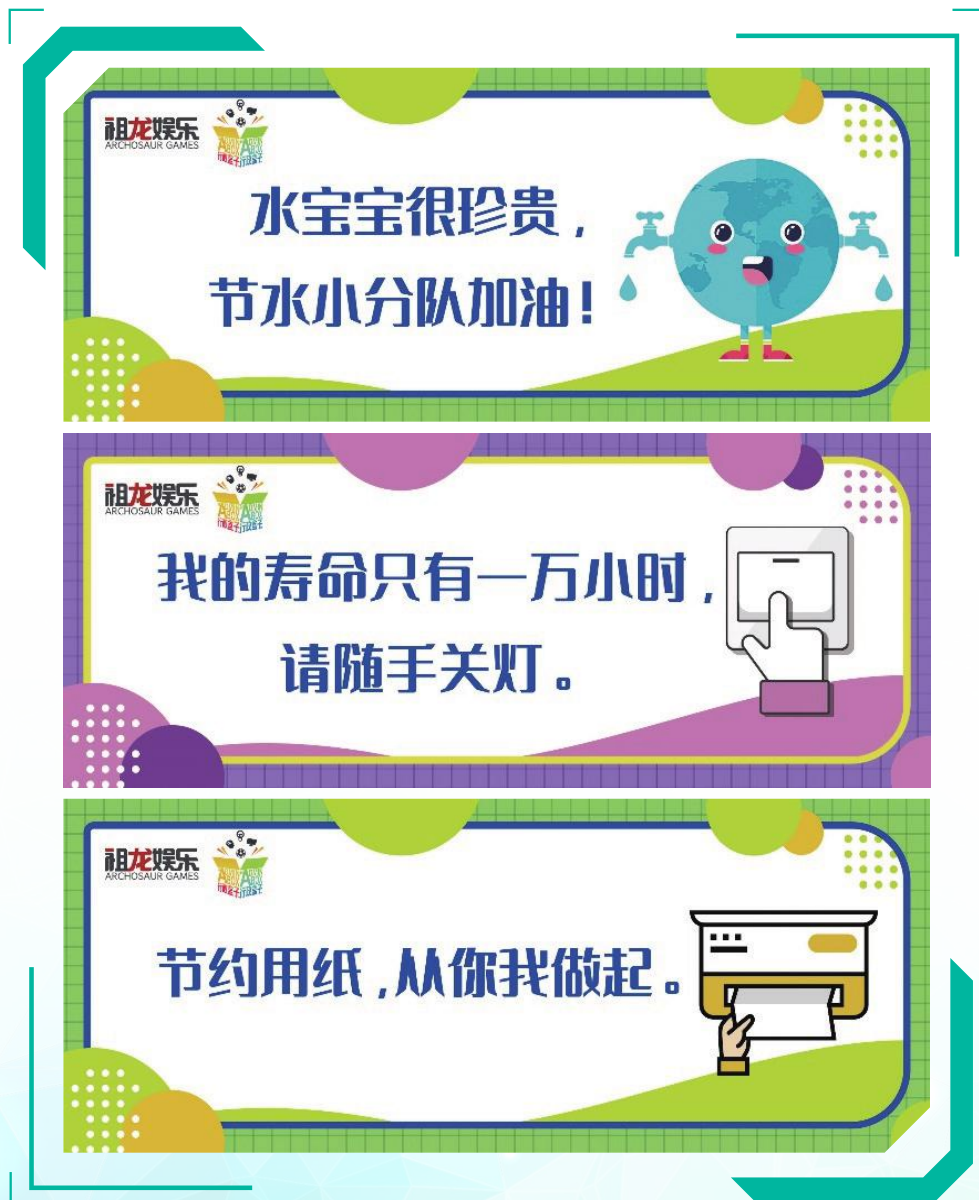 祖龙娱乐
ARCHOSAUR GAMES
水宝宝很珍贵，
节水小分队加油！
祖龙娱乐
ARCHOSAUR GAMES
我的寿命只有一万小时，
请随手关灯。
祖龙娱乐
ARCHOSAUR GAMES
节约用纸，从你我做起。